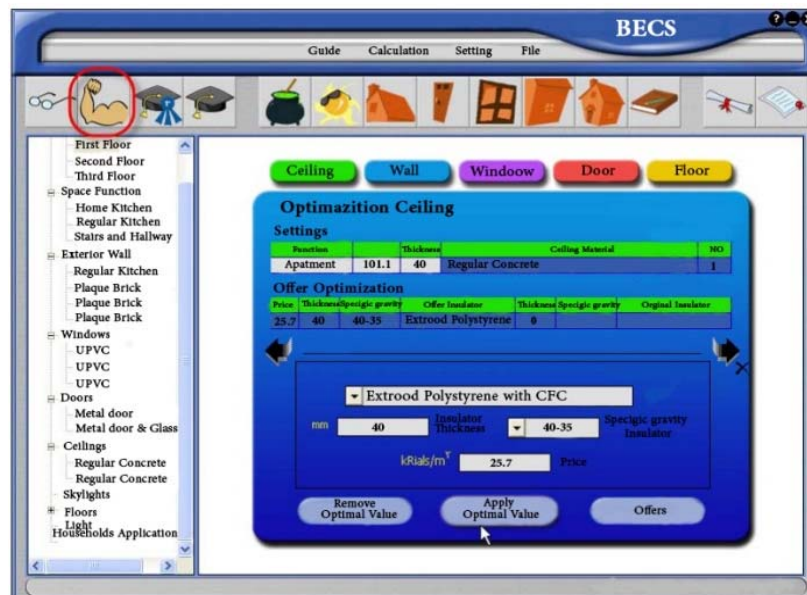 BECS
Guide Calculation Setting File
First Floor
Second Floor
Third Floor
Space Function
Home Kitchen
Regular Kitchen
Stairs and Hallway
Exterior Wall
Regular Kitchen
Plaque Brick
Plaque Brick
Plaque Brick
Windows
UPVC
UPVC
UPVC
Doors
Metal door
Metal door & Glass
Ceilings
Regular Concrete
Regular Concrete
Skylights
Floors
Light
Households Application
Ceiling Wall Windoow Door Floor
Optimazition Ceiling
Settings
Function Thickness Ceiling Material NO
Apatment 101.1 40 Regular Concrete 1
Offer Optimization
Price Thickness Specigic gravity Offer Insulator Thickness Specigic gravity Orginal Insulator
25.7 40 40-35 Extrood Polystyrene 0
Extrood Polystyrene with CFC
mm 40 Insulator Thickness 40-35 Specigic gravity Insulator
kRials/m^T 25.7 Price
Remove Optimal Value
Apply Optimal Value
Offers